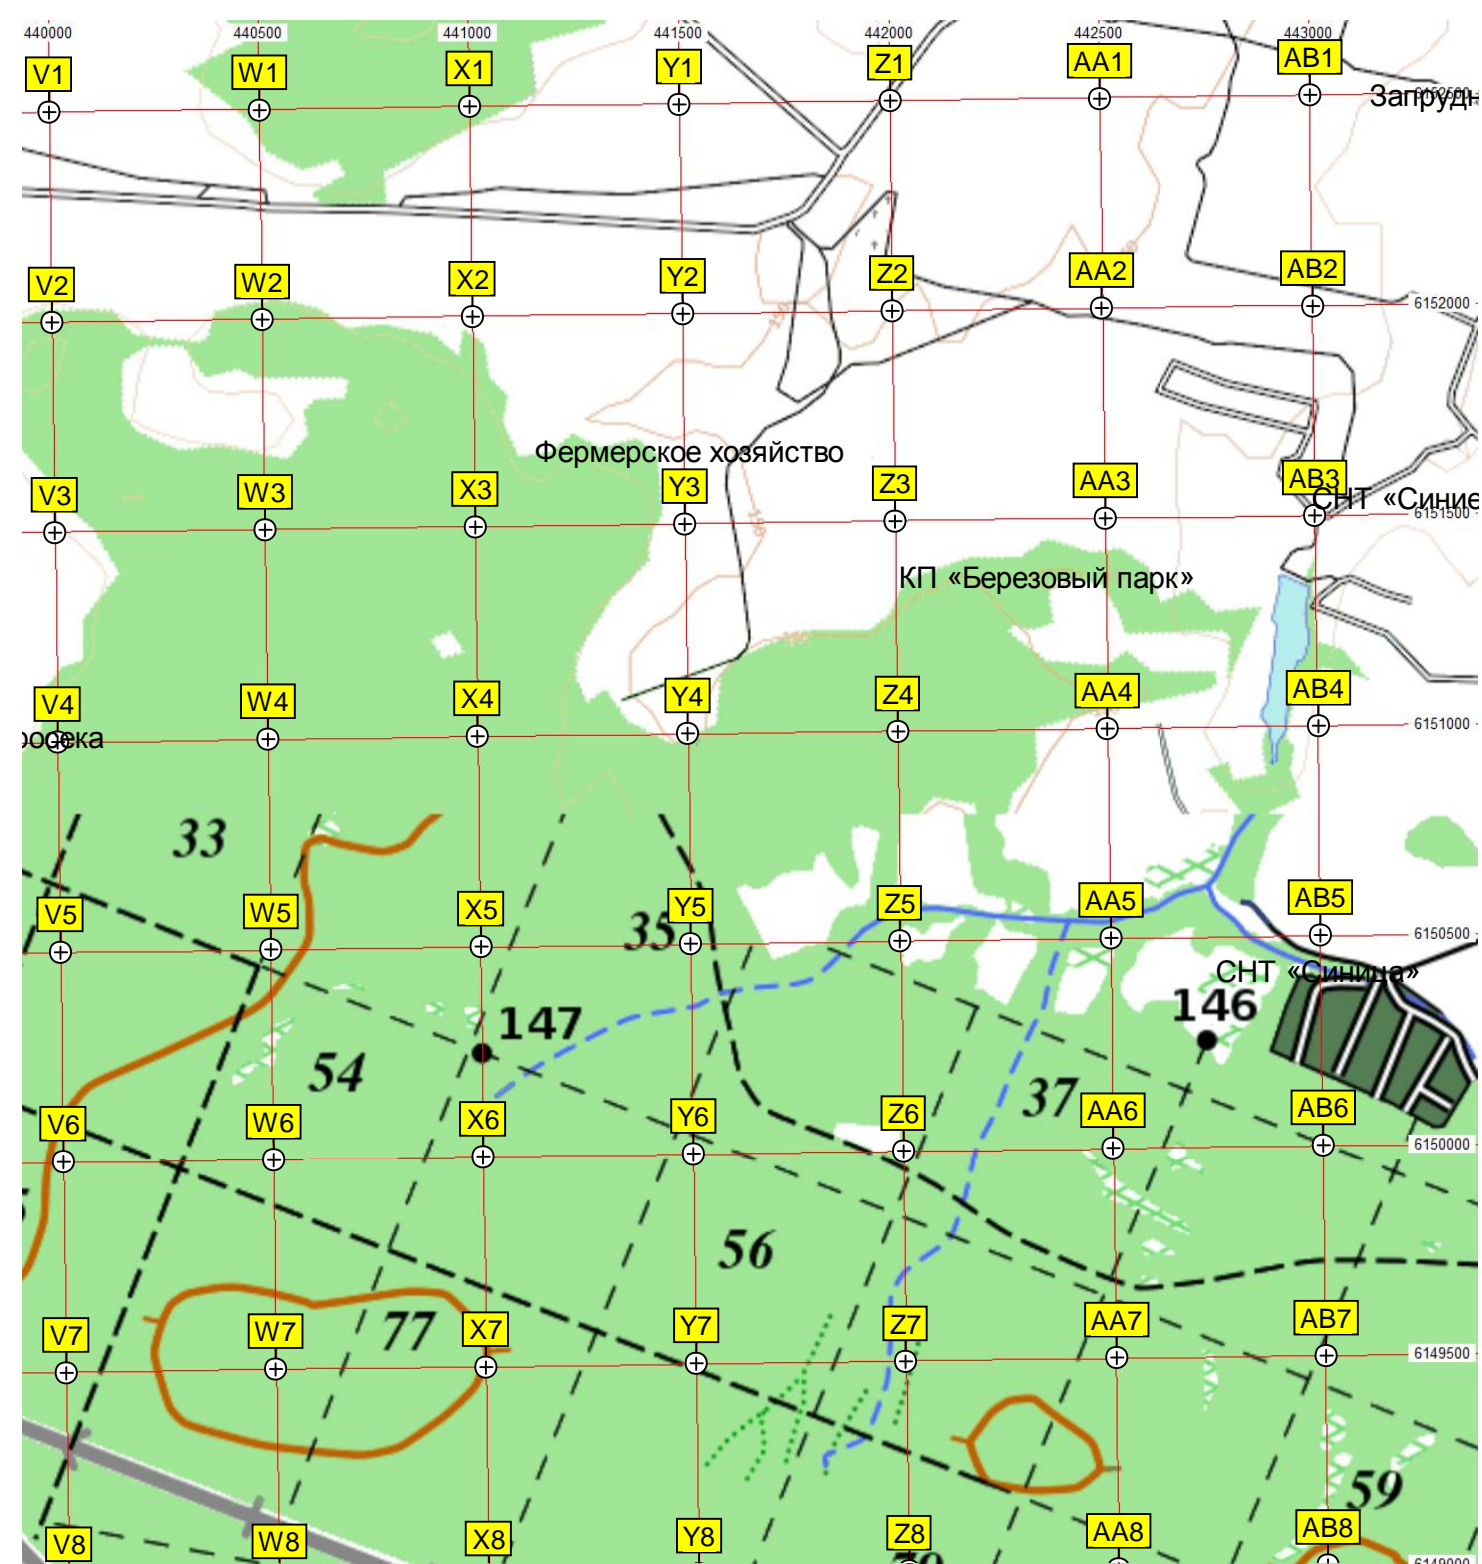 440000 440500 441000 441500 442000 442500 443000
V1 W1 X1 Y1 Z1 AA1 AB1
6152500
V2 W2 X2 Y2 Z2 AA2 AB2
6152000
Фермерское хозяйство
V3 W3 X3 Y3 Z3 AA3 AB3
СНТ «Синие
6151500
КП «Березовый парк»
V4 W4 X4 Y4 Z4 AA4 AB4
6151000
33
35
V5 W5 X5 Y5 Z5 AA5 AB5
6150500
СНТ «Синица»
147
146
54
37
V6 W6 X6 Y6 Z6 AA6 AB6
6150000
56
77
V7 W7 X7 Y7 Z7 AA7 AB7
6149500
59
V8 W8 X8 Y8 Z8 AA8 AB8